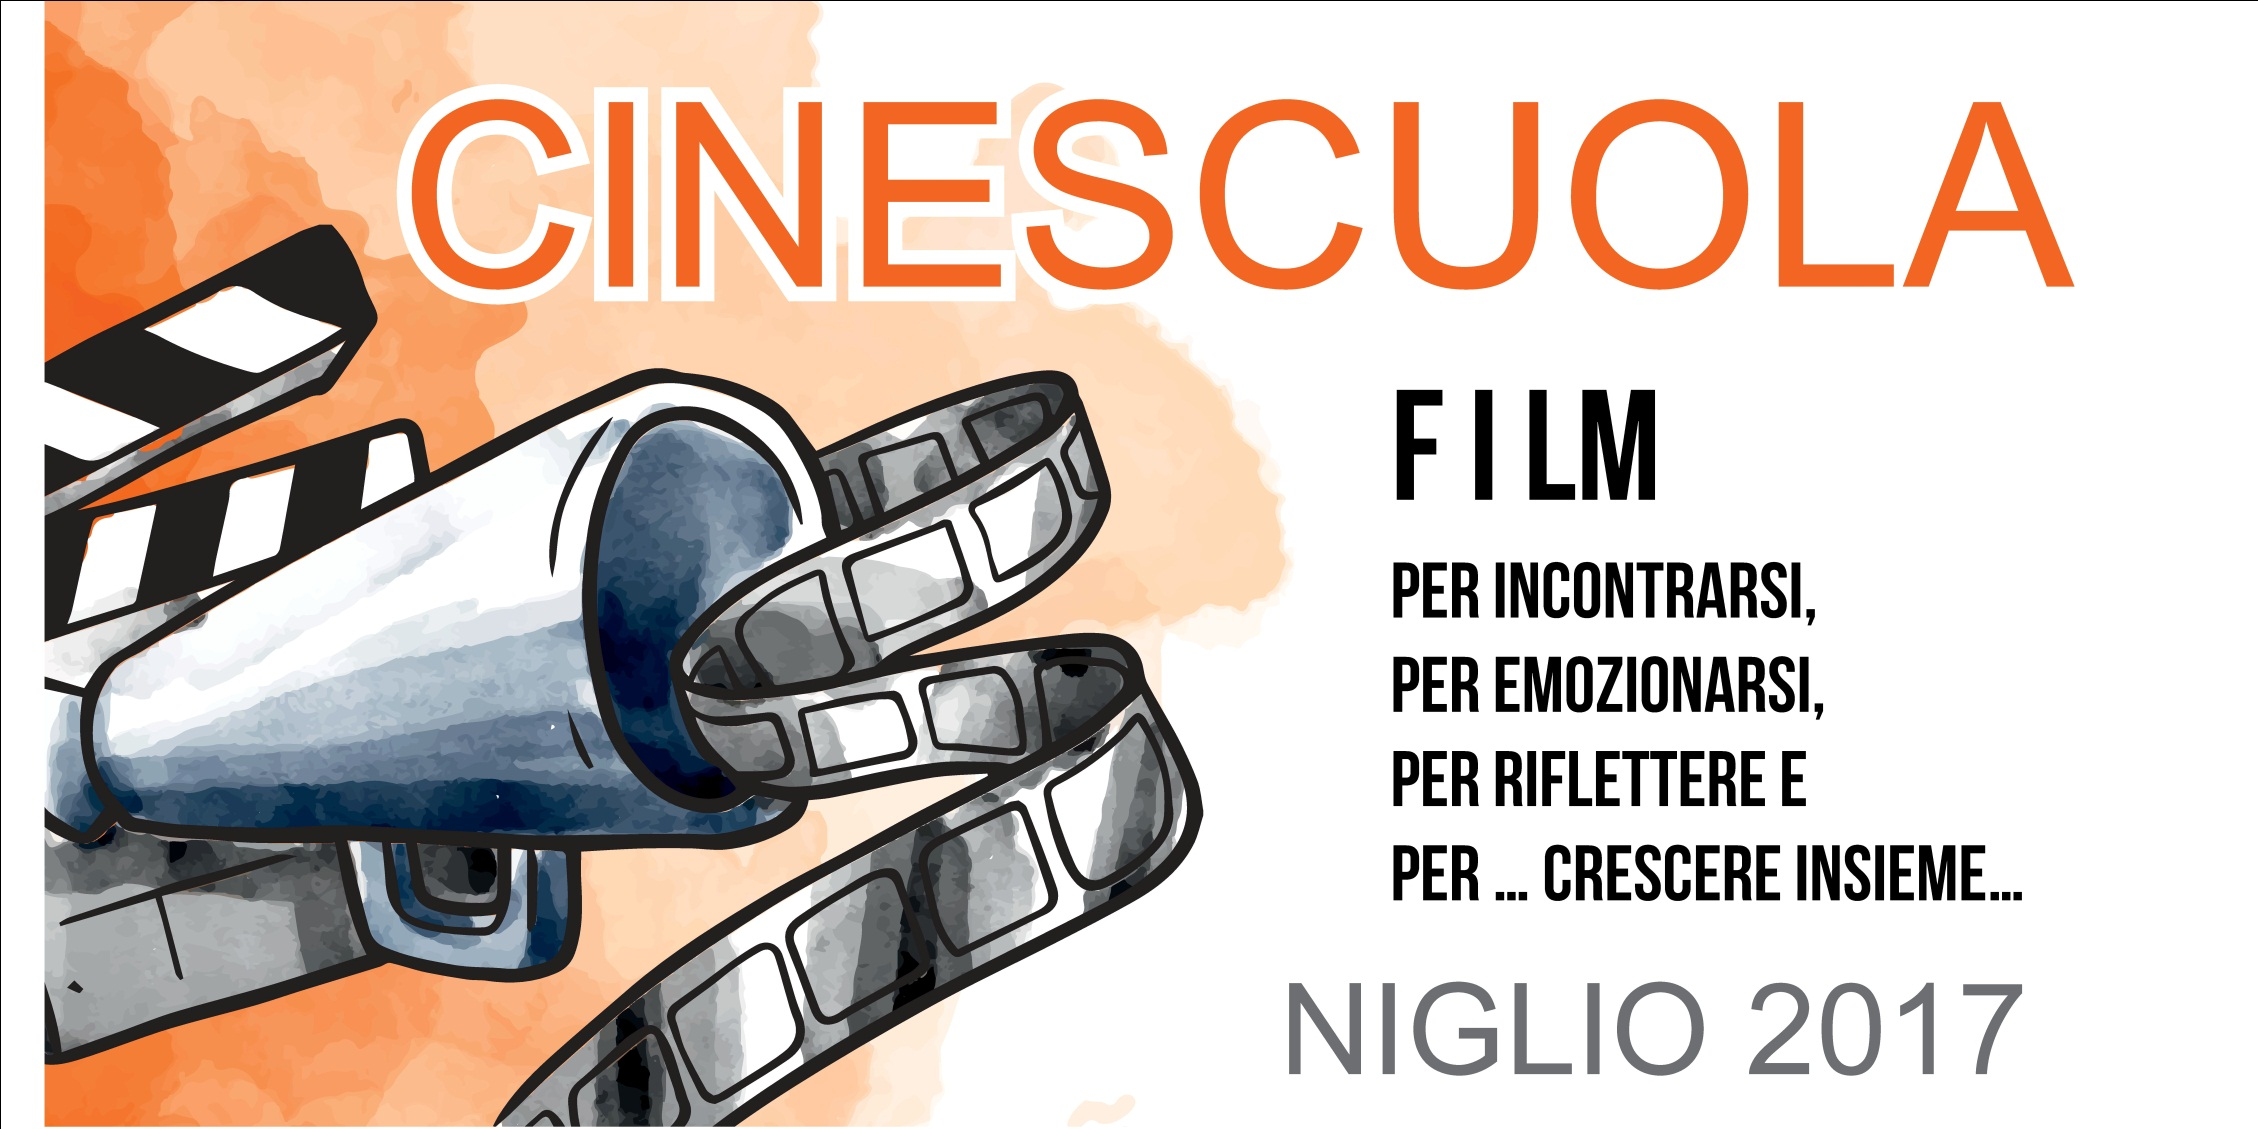 CINESCUOLA
FILM
PER INCONTRARSI,
PER EMOZIONARSI,
PER RIFLETTERE E
PER ... CRESCERE INSIEME...
NIGLIO 2017